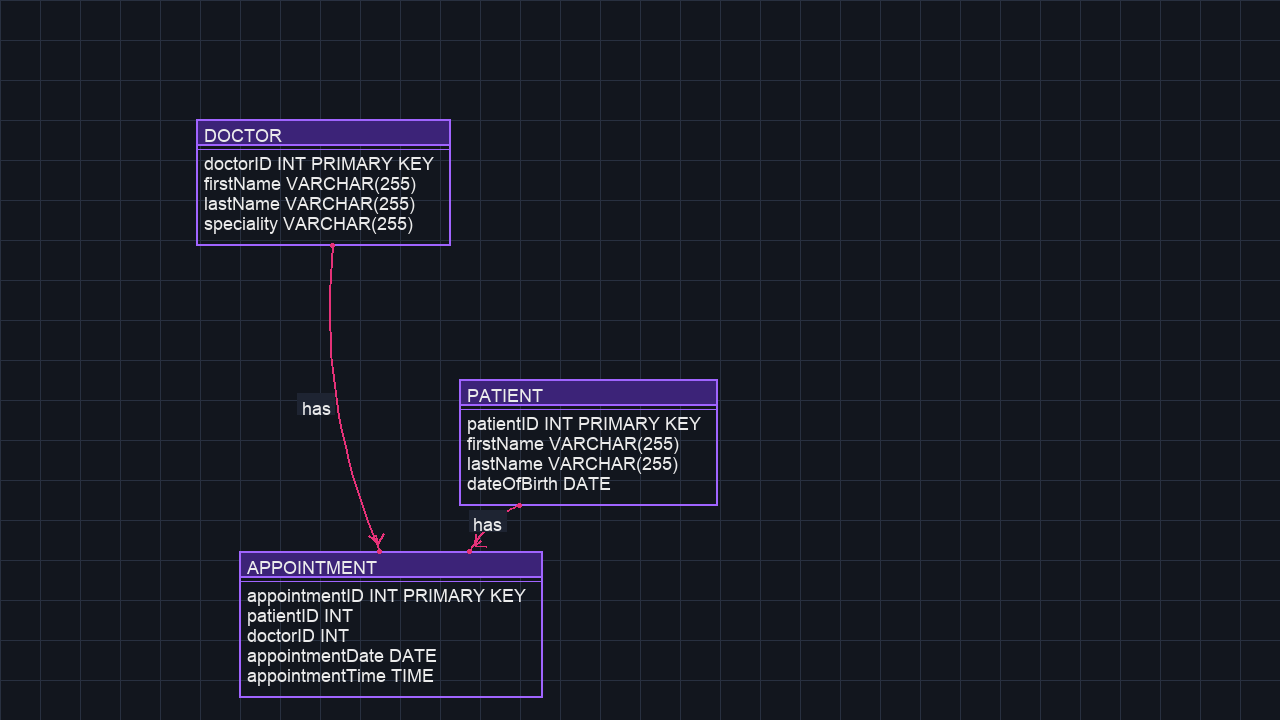 DOCTOR
doctorID INT PRIMARY KEY
firstName VARCHAR(255)
lastName VARCHAR(255)
speciality VARCHAR(255)
has
PATIENT
patientID INT PRIMARY KEY
firstName VARCHAR(255)
lastName VARCHAR(255)
dateOfBirth DATE
has
APPOINTMENT
appointmentID INT PRIMARY KEY
patientID INT
doctorID INT
appointmentDate DATE
appointmentTime TIME